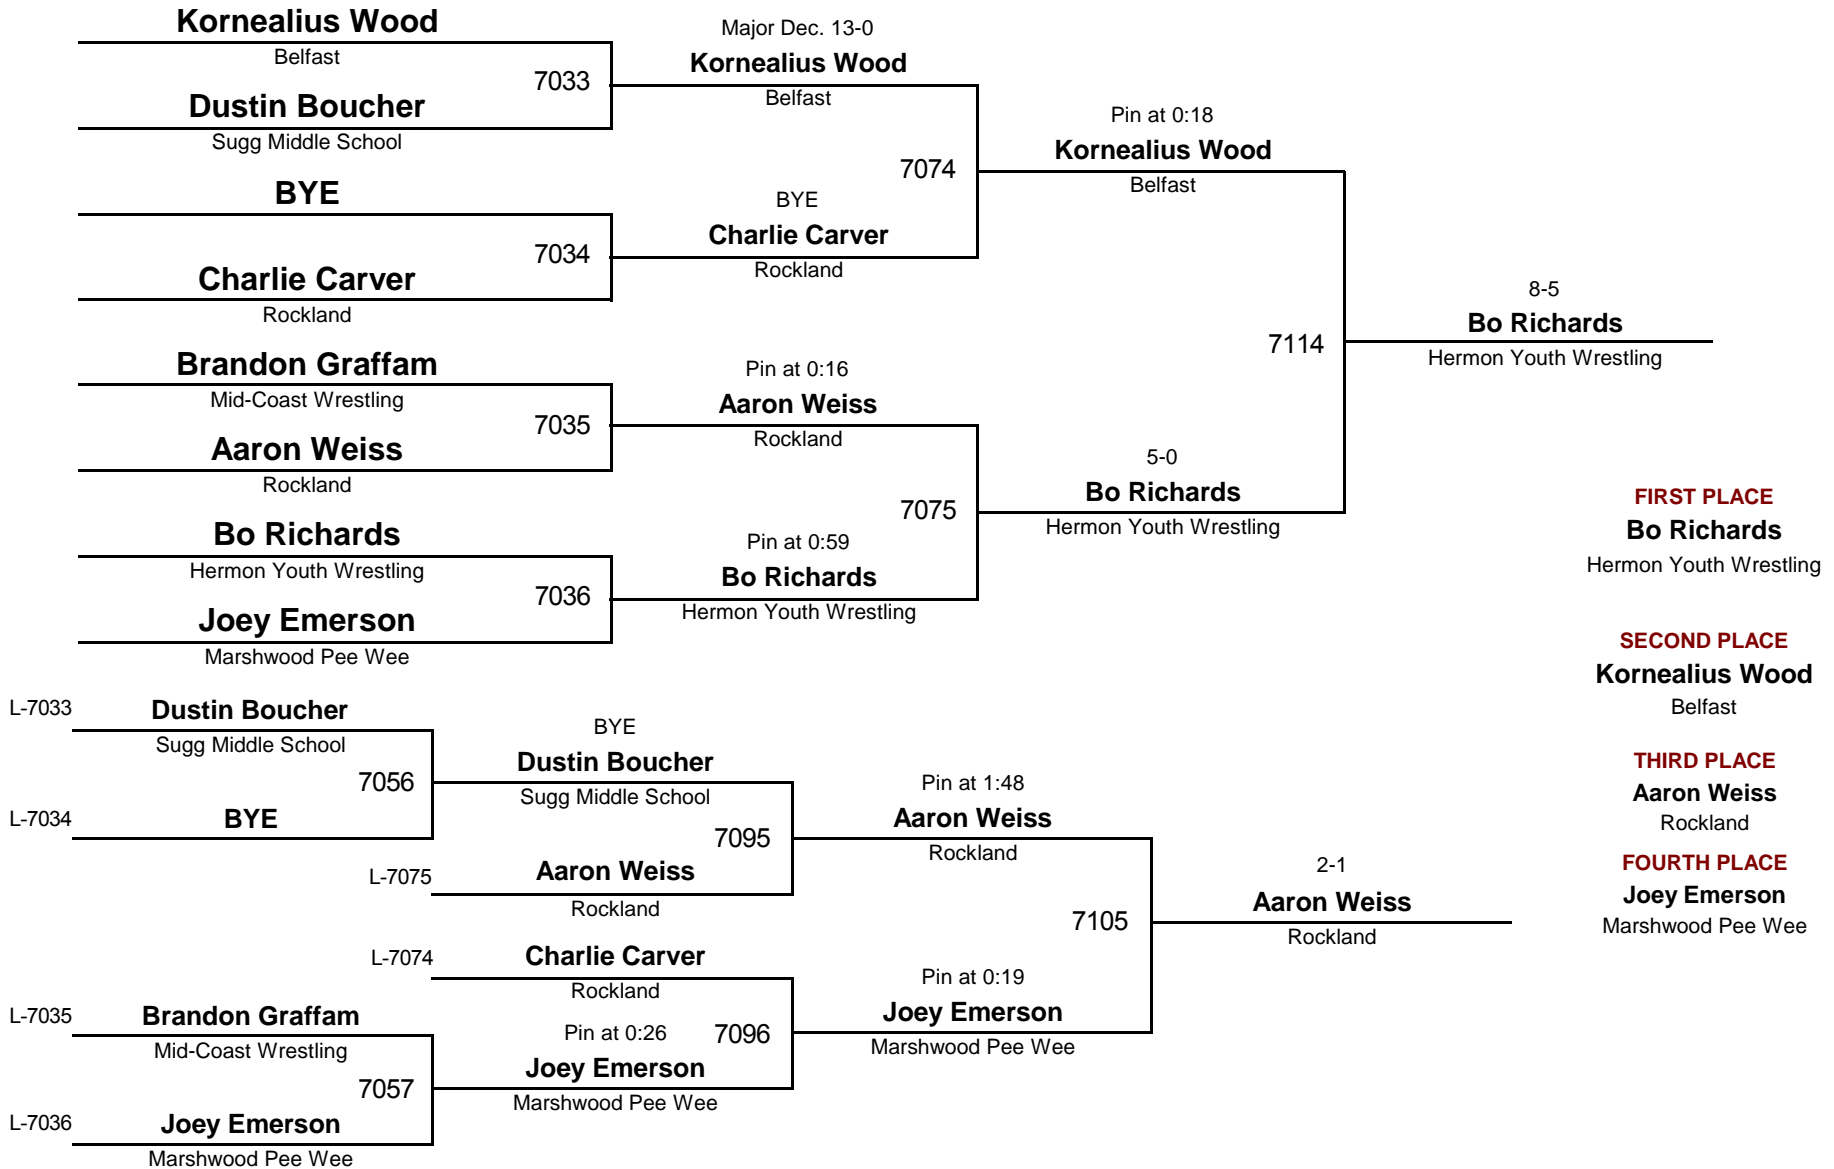 Kornealius Wood
Belfast
7033
Dustin Boucher
Sugg Middle School
BYE
7034
Charlie Carver
Rockland
Brandon Graffam
Mid-Coast Wrestling
7035
Aaron Weiss
Rockland
Bo Richards
Hermon Youth Wrestling
7036
Joey Emerson
Marshwood Pee Wee
Major Dec. 13-0
Kornealius Wood
Belfast
7074
BYE
Charlie Carver
Rockland
Pin at 0:16
Aaron Weiss
Rockland
7075
Pin at 0:59
Bo Richards
Hermon Youth Wrestling
Pin at 0:18
Kornealius Wood
Belfast
7114
5-0
Bo Richards
Hermon Youth Wrestling
8-5
Bo Richards
Hermon Youth Wrestling
L-7033
Dustin Boucher
Sugg Middle School
7056
L-7034
BYE
BYE
Dustin Boucher
Sugg Middle School
7095
L-7075
Aaron Weiss
Rockland
L-7074
Charlie Carver
Rockland
7096
L-7035
Brandon Graffam
Mid-Coast Wrestling
7057
L-7036
Joey Emerson
Marshwood Pee Wee
Pin at 0:26
Joey Emerson
Marshwood Pee Wee
Pin at 1:48
Aaron Weiss
Rockland
7105
Pin at 0:19
Joey Emerson
Marshwood Pee Wee
2-1
Aaron Weiss
Rockland
FIRST PLACE
Bo Richards
Hermon Youth Wrestling
SECOND PLACE
Kornealius Wood
Belfast
THIRD PLACE
Aaron Weiss
Rockland
FOURTH PLACE
Joey Emerson
Marshwood Pee Wee